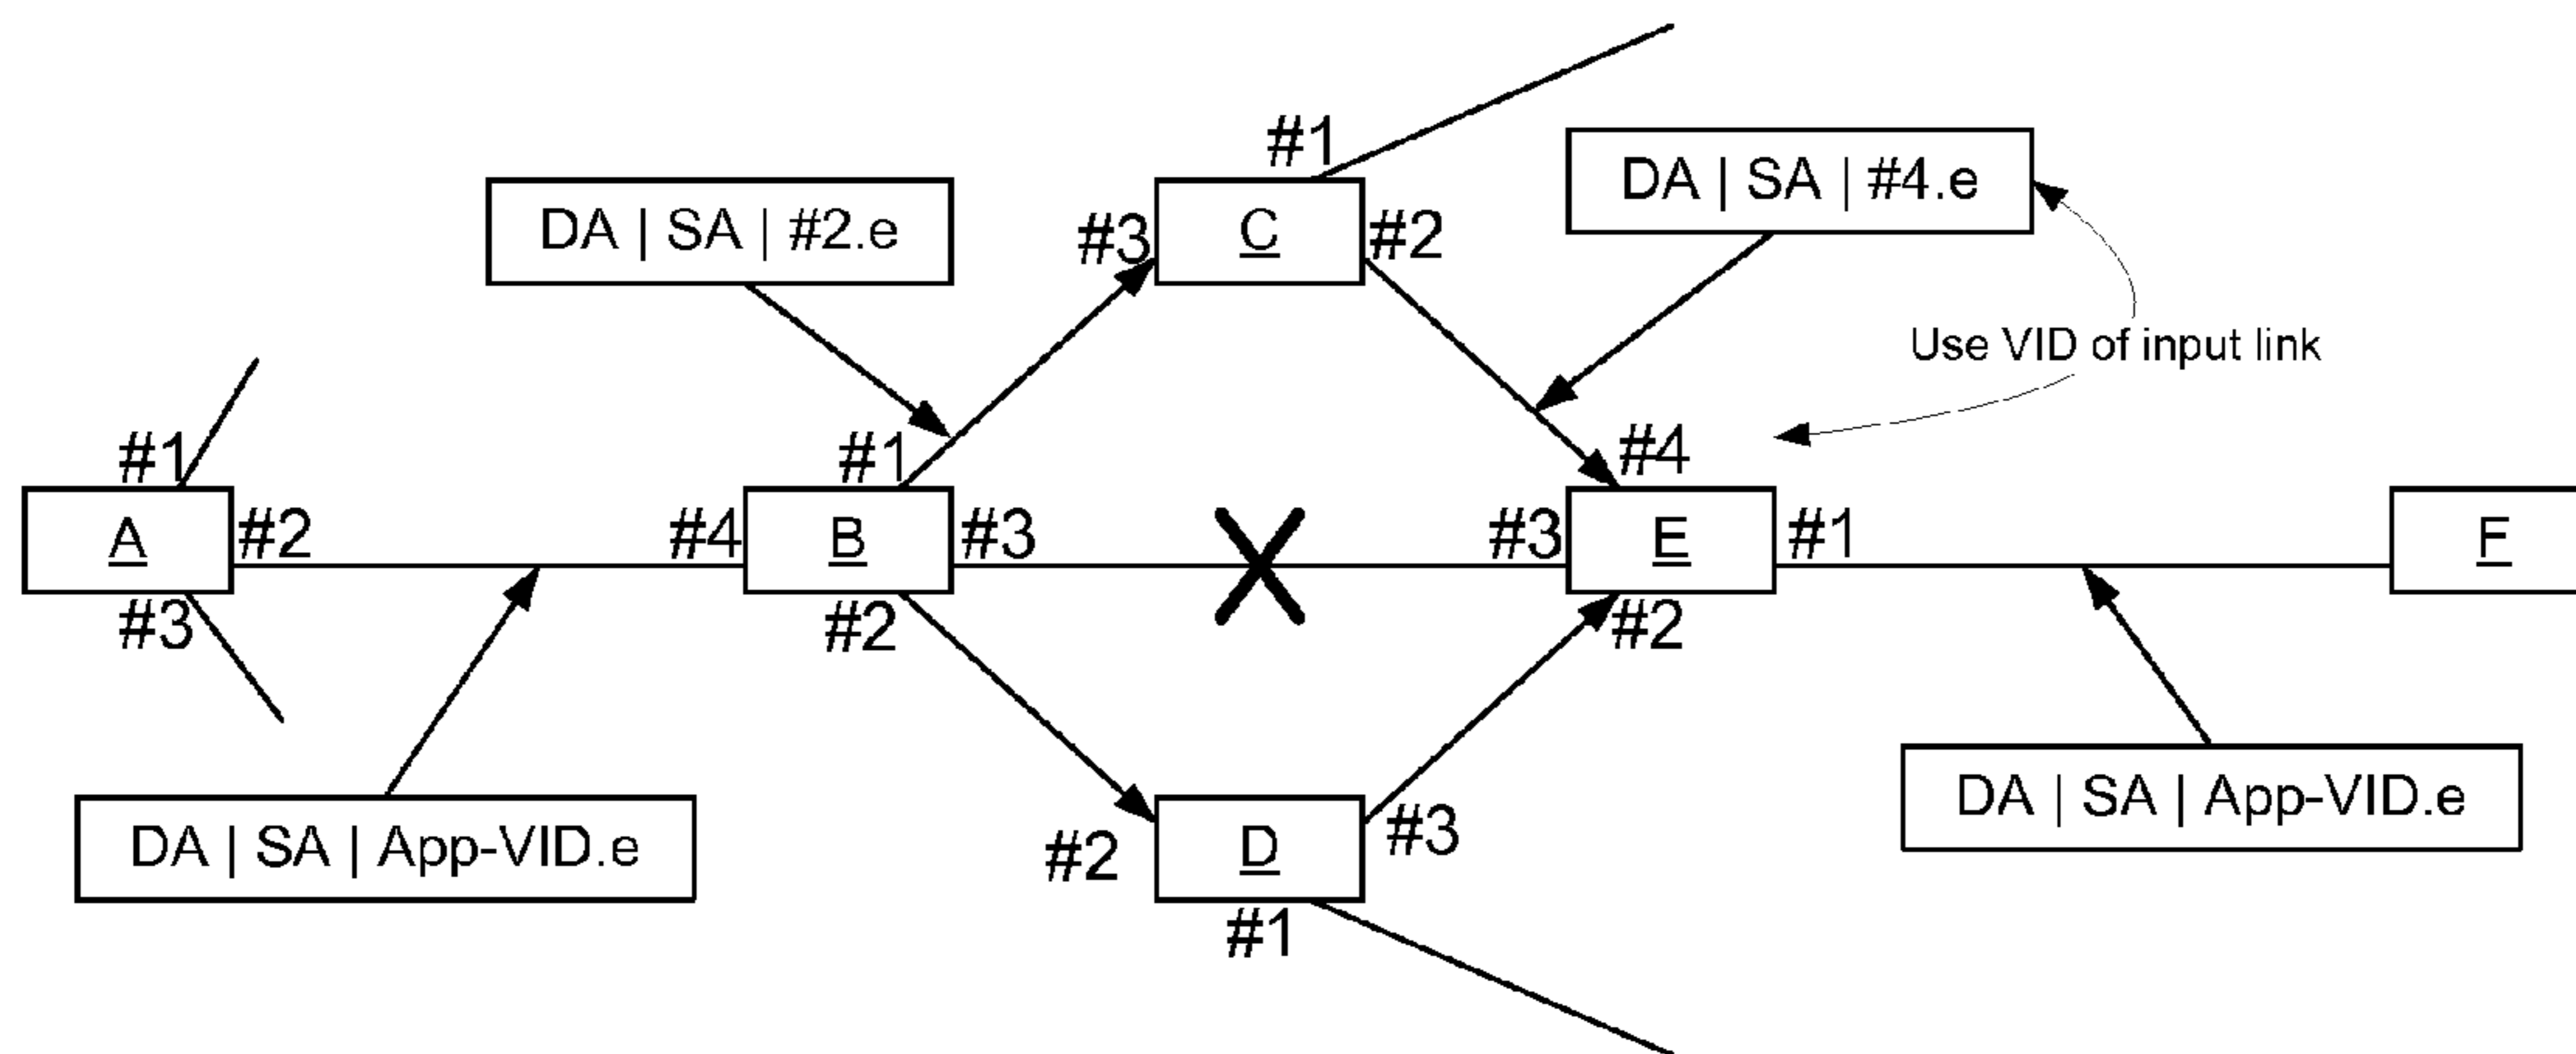 #1
DA | SA | #4.e
DA | SA | #2.e
#3
C
#2
Use VID of input link
#1
#1
#4
A
#2
#4
B
#3
#3
E
#1
F
#3
#2
#2
DA | SA | App-VID.e
DA | SA | App-VID.e
#2
D
#3
#1